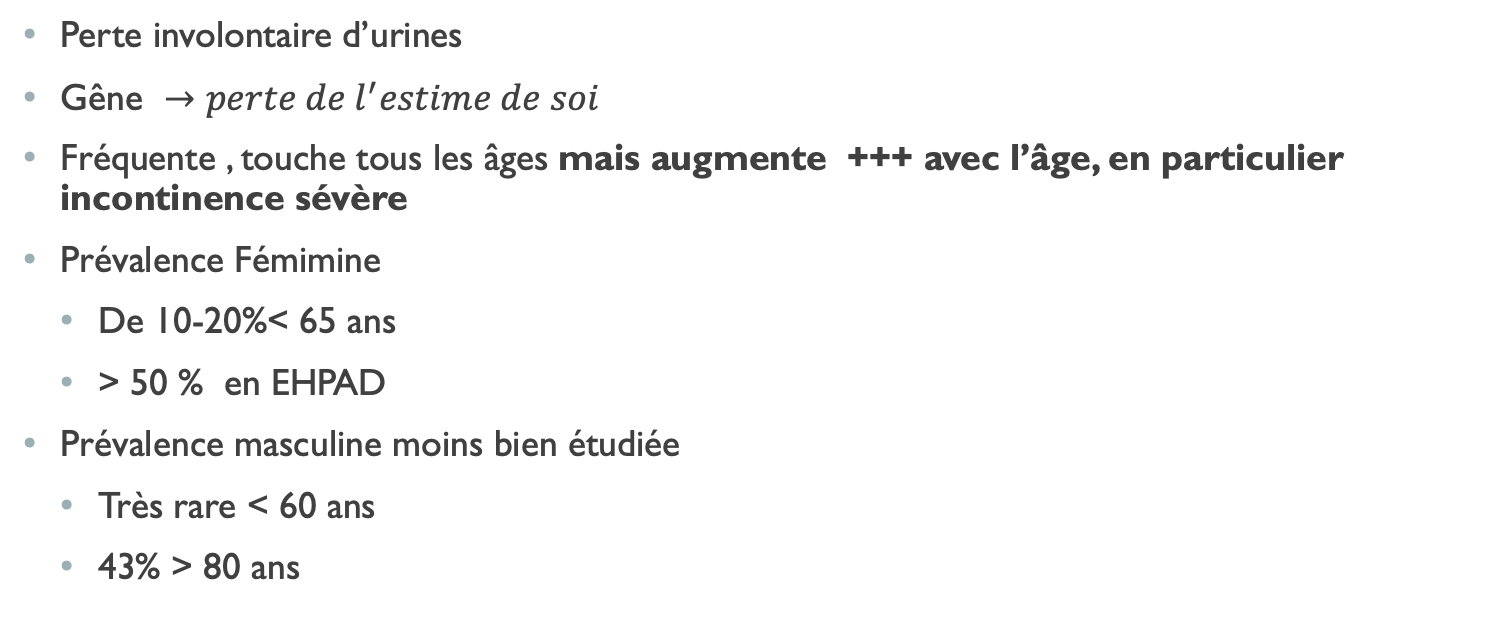 • Perte involontaire d’urines
• Gêne → perte de l′estime de soi
• Fréquente , touche tous les âges mais augmente +++ avec l’âge, en particulier
incontinence sévère
• Prévalence Fémimine
• De 10-20%< 65 ans
• > 50 % en EHPAD
• Prévalence masculine moins bien étudiée
• Très rare < 60 ans
• 43% > 80 ans